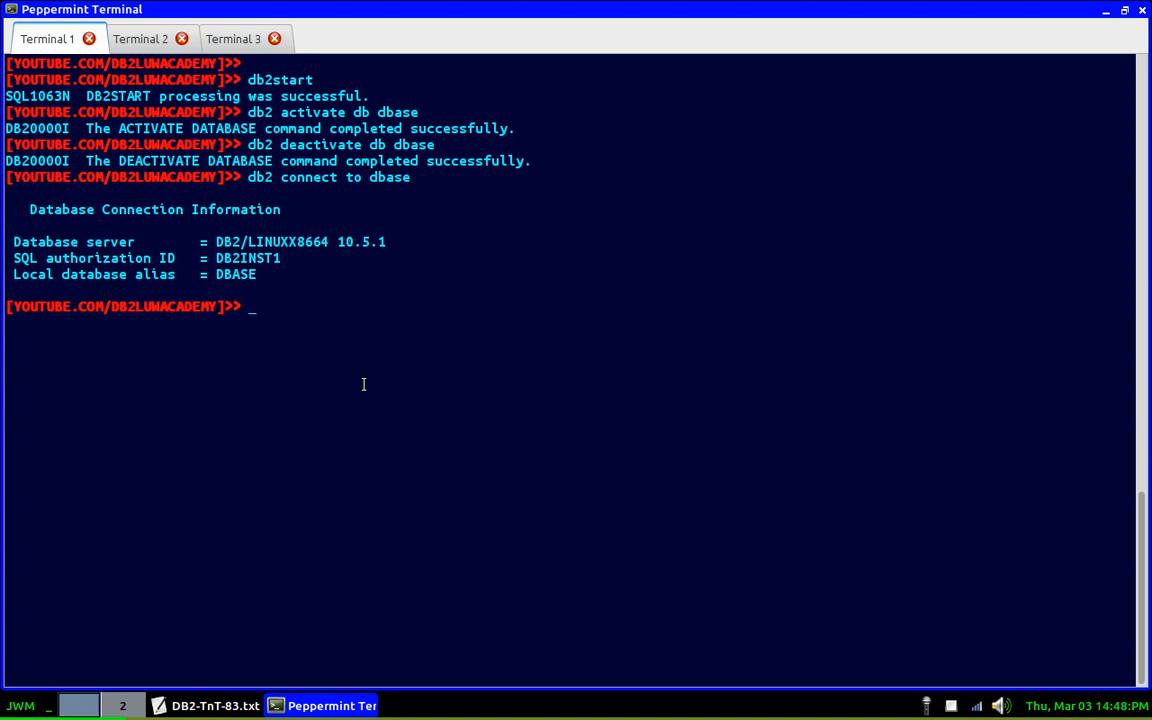 Peppermint Terminal
Terminal 1 Terminal 2 Terminal 3
[YOUTUBE.COM/DB2LUWACADEMY]>>
[YOUTUBE.COM/DB2LUWACADEMY]>> db2start
SQL1063N  DB2START processing was successful.
[YOUTUBE.COM/DB2LUWACADEMY]>> db2 activate db dbase
DB20000I  The ACTIVATE DATABASE command completed successfully.
[YOUTUBE.COM/DB2LUWACADEMY]>> db2 deactivate db dbase
DB20000I  The DEACTIVATE DATABASE command completed successfully.
[YOUTUBE.COM/DB2LUWACADEMY]>> db2 connect to dbase
Database Connection Information
Database server        = DB2/LINUXX8664 10.5.1
SQL authorization ID   = DB2INST1
Local database alias   = DBASE
[YOUTUBE.COM/DB2LUWACADEMY]>> _
JWM _ 2 DB2-TnT-83.txt Peppermint Ter Thu, Mar 03 14:48:PM